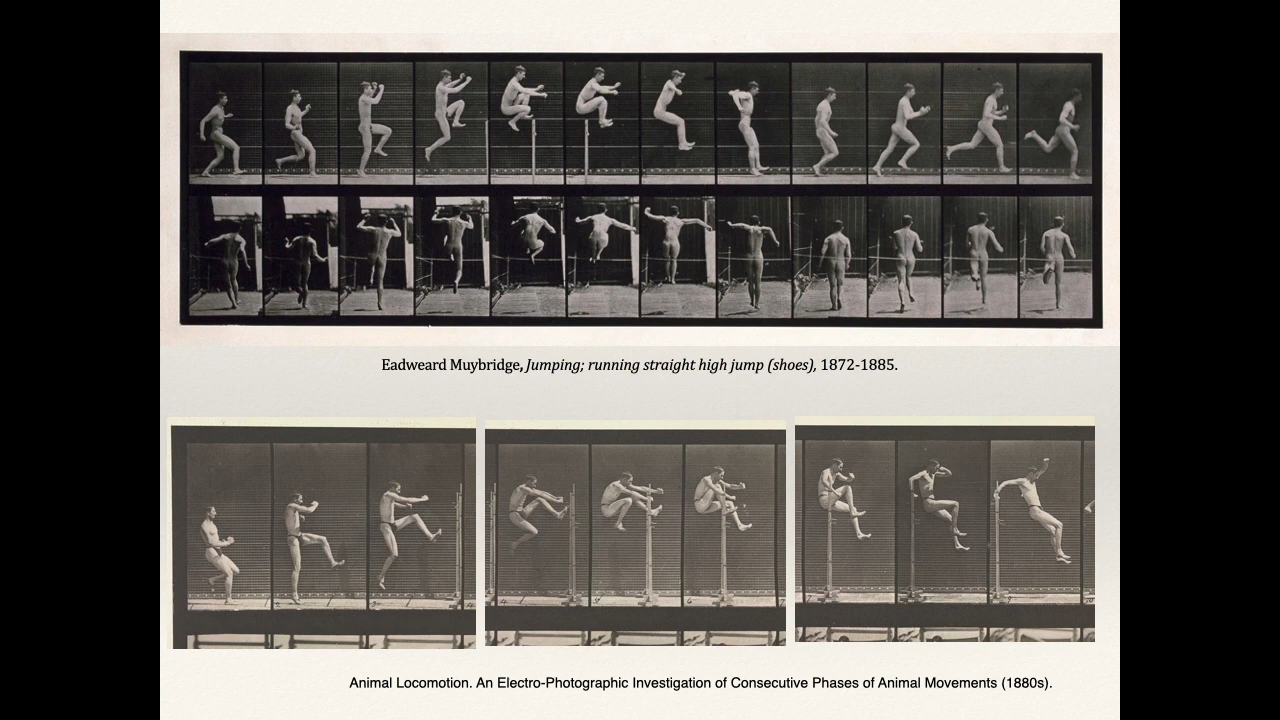 Eadweard Muybridge, Jumping; running straight high jump (shoes), 1872-1885.
Animal Locomotion. An Electro-Photographic Investigation of Consecutive Phases of Animal Movements (1880s).